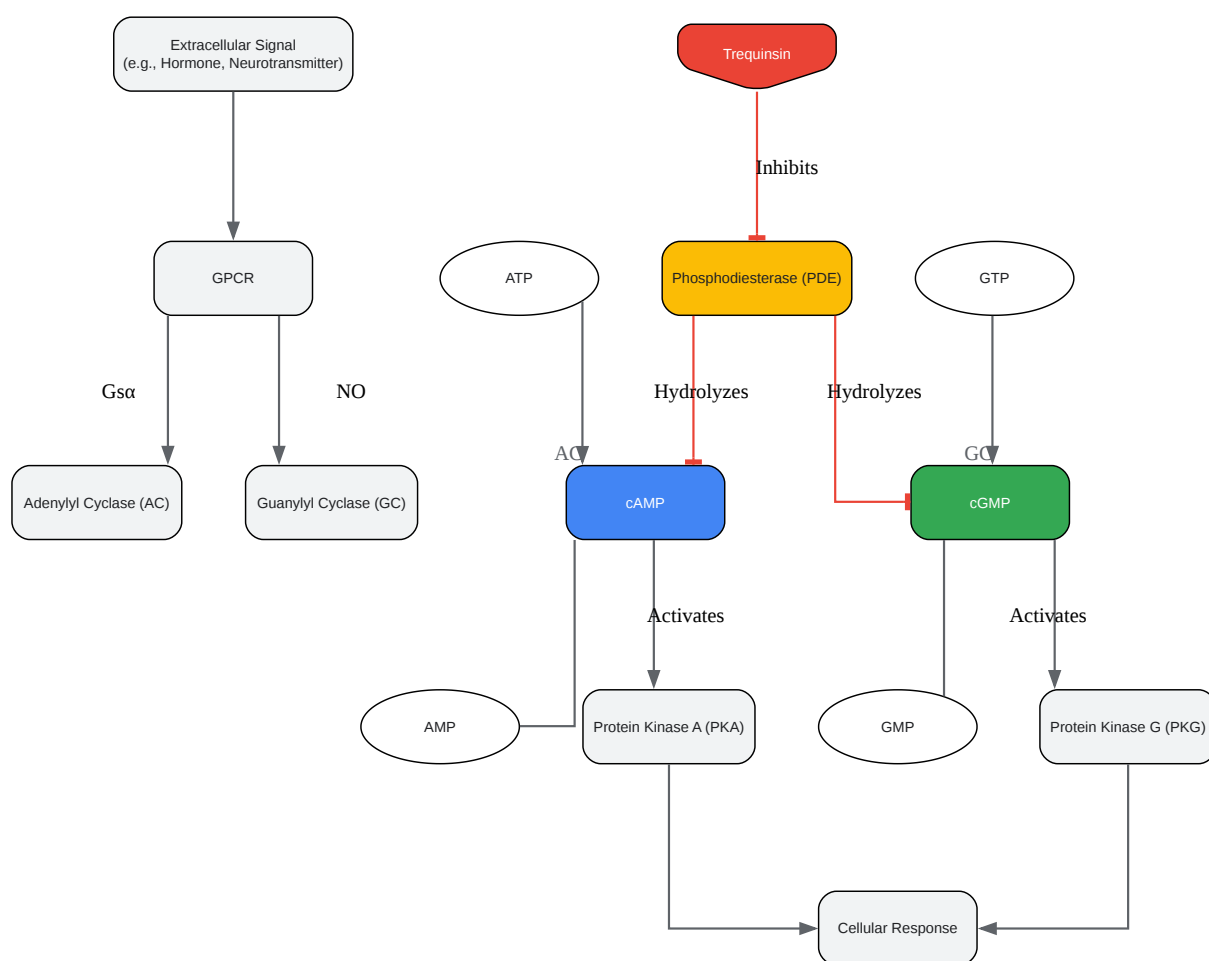 Extracellular Signal
(e.g., Hormone, Neurotransmitter)
Trequinsin
Inhibits
GPCR
ATP
Phosphodiesterase (PDE)
GTP
Gsα
NO
Hydrolyzes
Hydrolyzes
AC
GC
Adenylyl Cyclase (AC)
Guanylyl Cyclase (GC)
cAMP
cGMP
Activates
Activates
AMP
Protein Kinase A (PKA)
GMP
Protein Kinase G (PKG)
Cellular Response